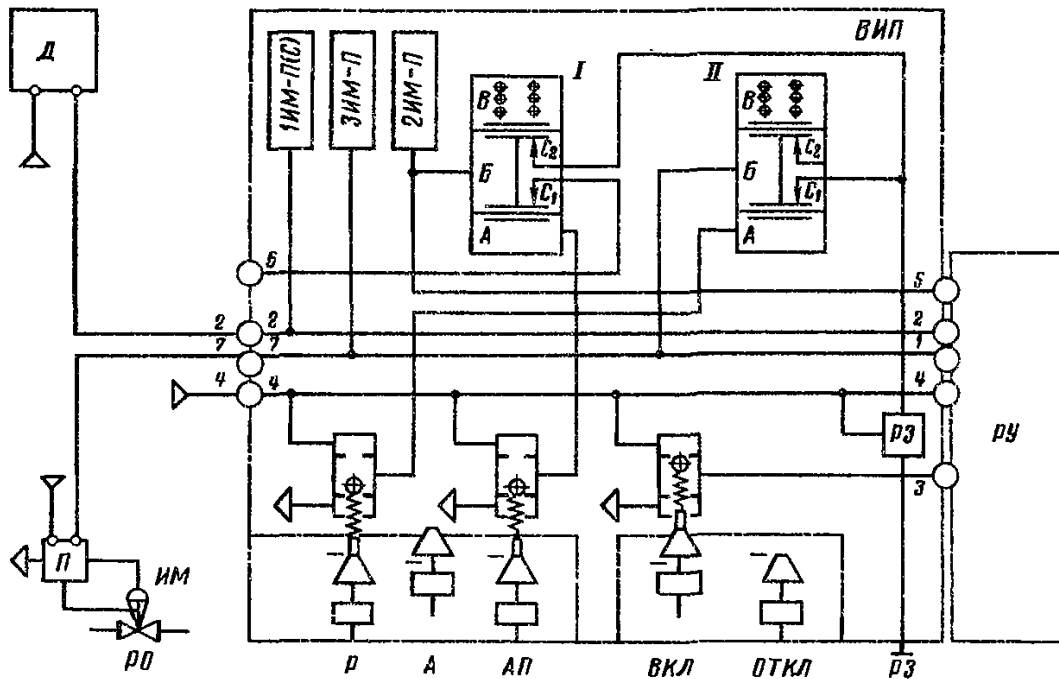 Д
ВИП
1ИМ-П(С)
3ИМ-П
2ИМ-П
I
II
В
Б
А
С2
С1
В
Б
А
С2
С1
6
5
2
2
2
7
7
1
4
4
4
РЗ
3
РУ
П
ИМ
РО
Р
А
АП
ВКЛ
ОТКЛ
РЗ